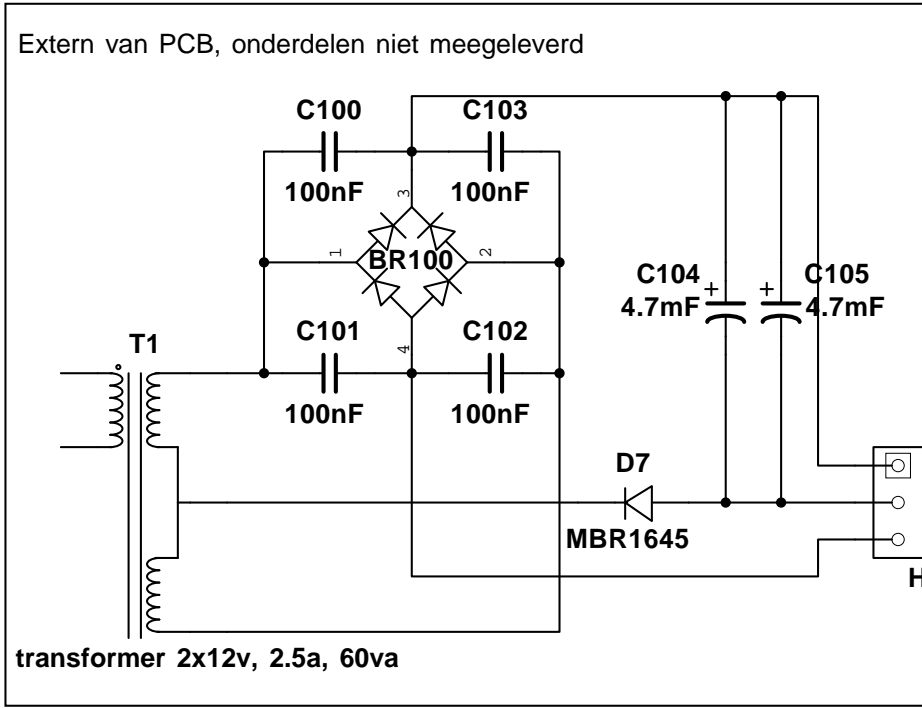 Extern van PCB, onderdelen niet meegeleverd
C100
C103
100nF
100nF
3
1
BR100
2
C104
4.7mF
+
+
C105
4.7mF
4
C101
C102
T1
100nF
100nF
D7
MBR1645
H
transformer 2x12v, 2.5a, 60va